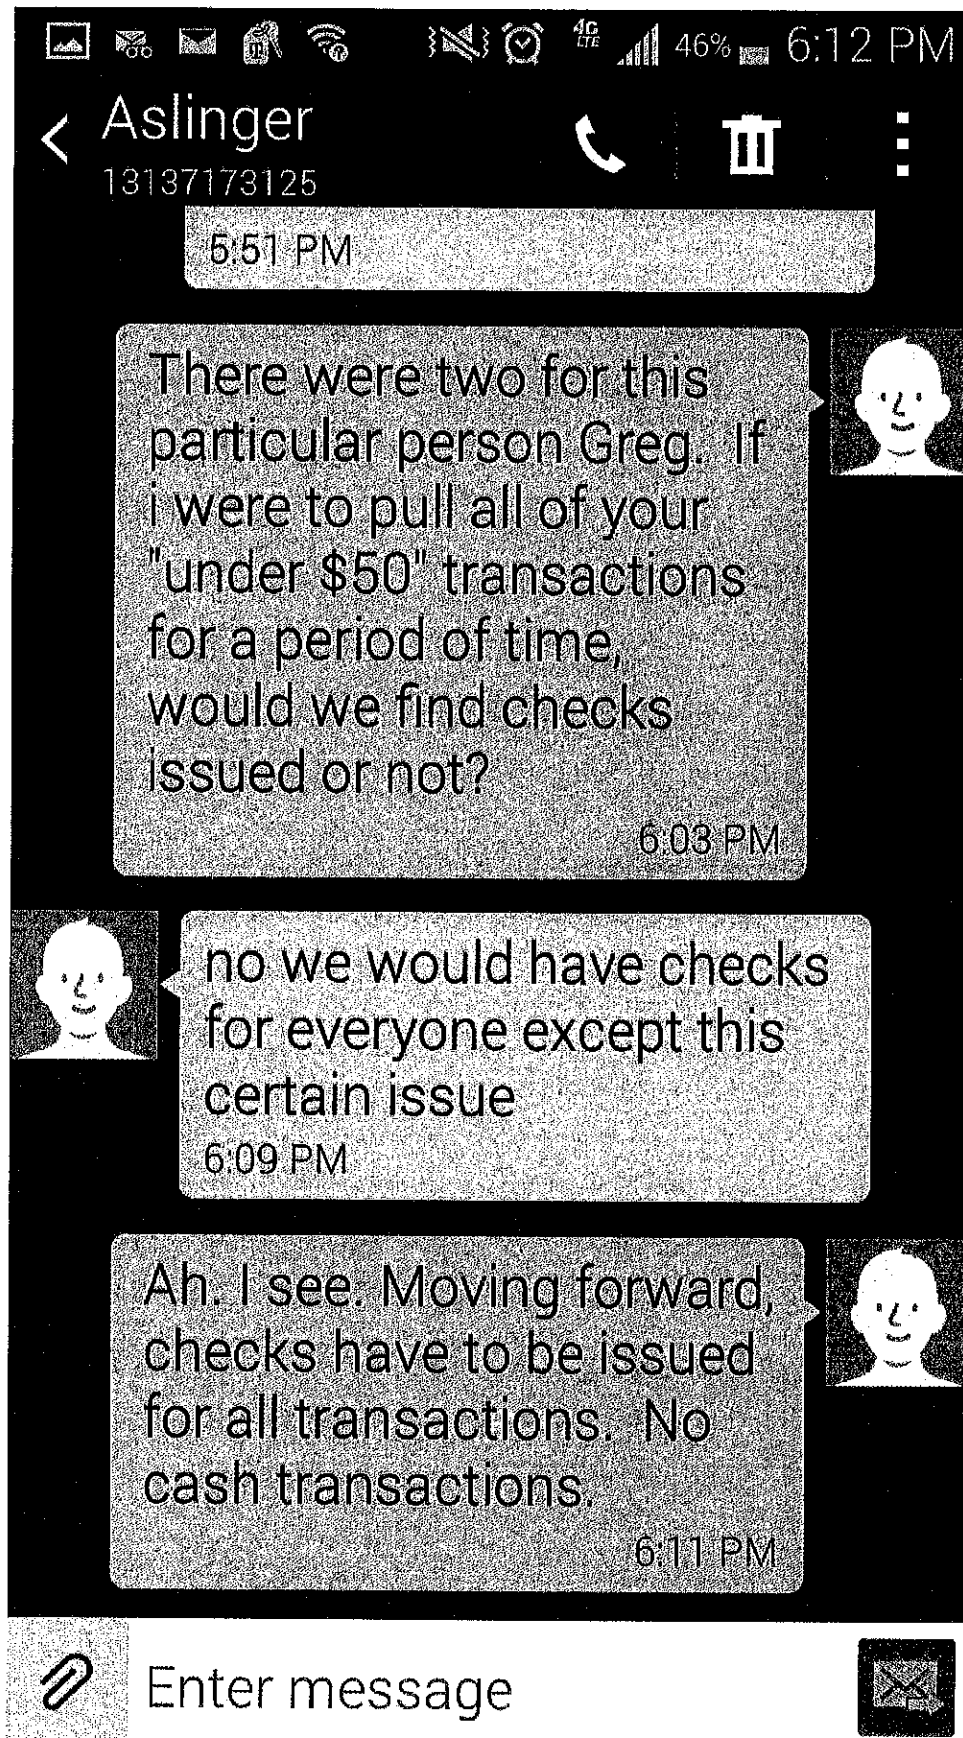 4G
LTE
46%
6:12 PM
Aslinger
13137173125
5:51 PM
There were two for this
particular person Greg.  If
i were to pull all of your
"under $50" transactions
for a period of time,
would we find checks
issued or not?
6:03 PM
no we would have checks
for everyone except this
certain issue
6:09 PM
Ah. I see. Moving forward,
checks have to be issued
for all transactions.  No
cash transactions.
6:11 PM
Enter message